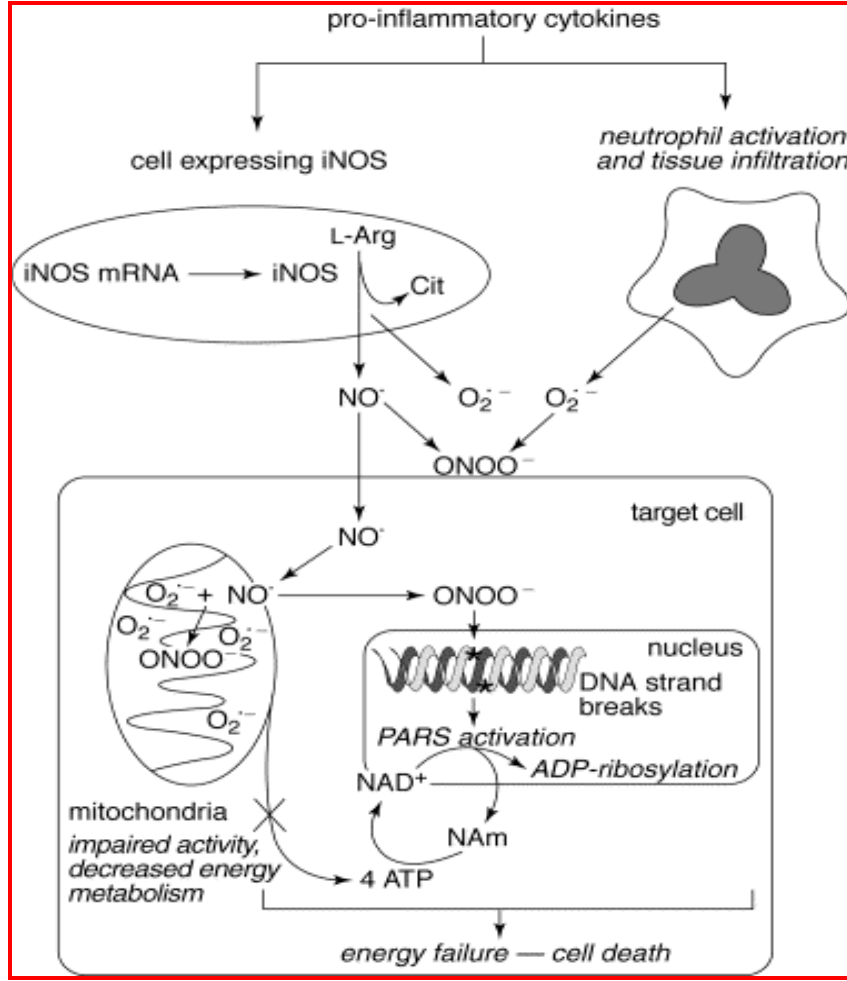 pro-inflammatory cytokines
cell expressing iNOS
neutrophil activation
and tissue infiltration
L-Arg
iNOS mRNA
iNOS
Cit
NO·
O₂·−
O₂·−
ONOO−
target cell
NO·
O₂·− + NO·
ONOO−
O₂·−
O₂·−
ONOO−
O₂·−
nucleus
DNA strand
breaks
PARS activation
ADP-ribosylation
NAD+
NAm
mitochondria
impaired activity,
decreased energy
metabolism
4 ATP
energy failure — cell death